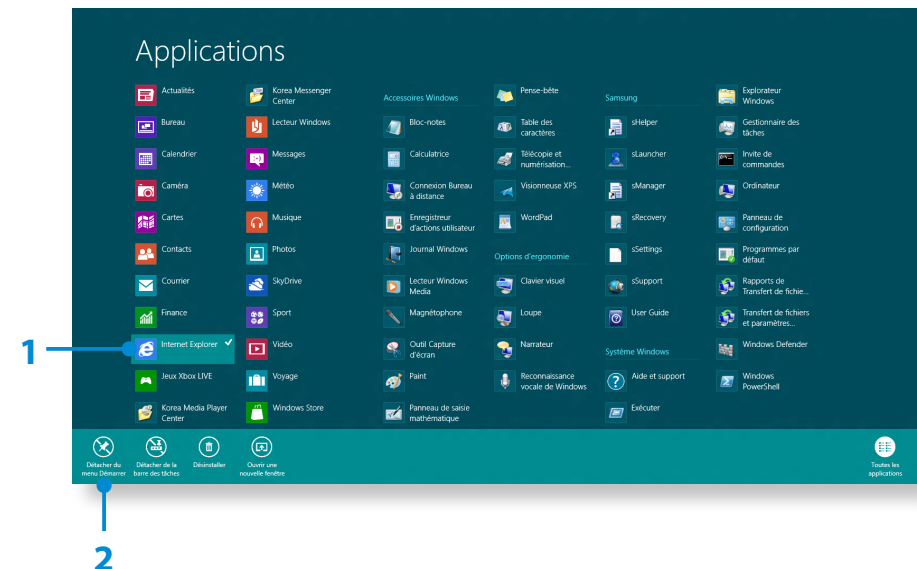 Applications
Actualités
Bureau
Calendrier
Caméra
Cartes
Contacts
Courrier
Finance
Internet Explorer
Jeux Xbox LIVE
Korea Media Player
Center
Korea Messenger
Center
Lecteur Windows
Messages
Météo
Musique
Photos
SkyDrive
Sport
Vidéo
Voyage
Windows Store
Accessoires Windows
Bloc-notes
Calculatrice
Connexion Bureau
à distance
Enregistreur
d'actions utilisateur
Journal Windows
Lecteur Windows
Media
Magnétophone
Outil Capture
d'écran
Paint
Panneau de saisie
mathématique
Pense-bête
Table des
caractères
Télécopie et
numérisation...
Visionneuse XPS
WordPad
Options d'ergonomie
Clavier visuel
Loupe
Narrateur
Reconnaissance
vocale de Windows
Samsung
sHelper
sLauncher
sManager
sRecovery
sSettings
sSupport
User Guide
Système Windows
Aide et support
Exécuter
Explorateur
Windows
Gestionnaire des
tâches
Invite de
commandes
Ordinateur
Panneau de
configuration
Programmes par
défaut
Rapports de
Transfert de fichie...
Transfert de fichiers
et paramètres...
Windows Defender
Windows
PowerShell
1
Détacher du
menu Démarrer
Détacher de la
barre des tâches
Désinstaller
Ouvrir une
nouvelle fenêtre
Toutes les
applications
2